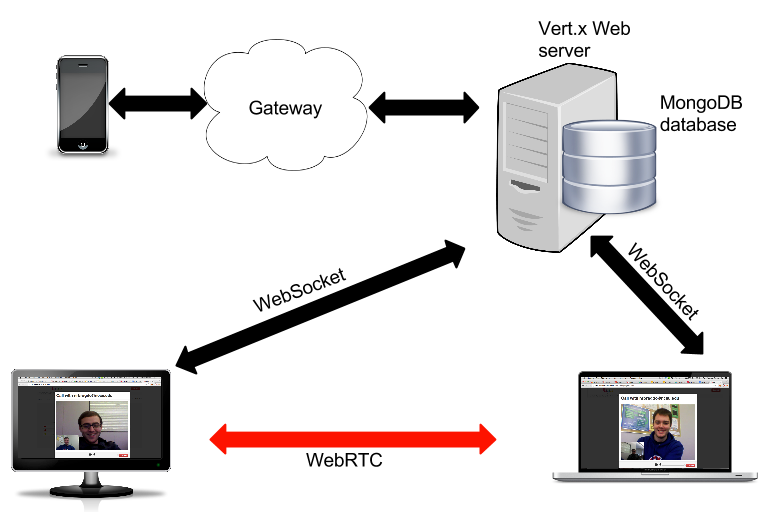 Vert.x Web
server
Gateway
MongoDB
database
WebSocket
WebSocket
WebRTC